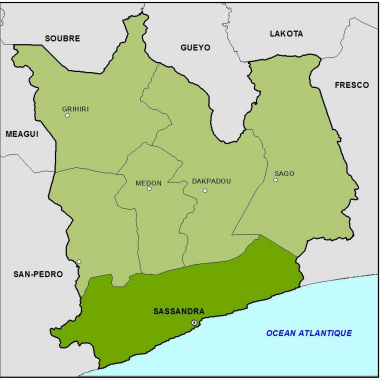 SOUBRE
GUEYO
LAKOTA
FRESCO
GRIHIRI
MEAGUI
MEDON
DAKPADOU
SAGO
SAN-PEDRO
SASSANDRA
OCEAN ATLANTIQUE